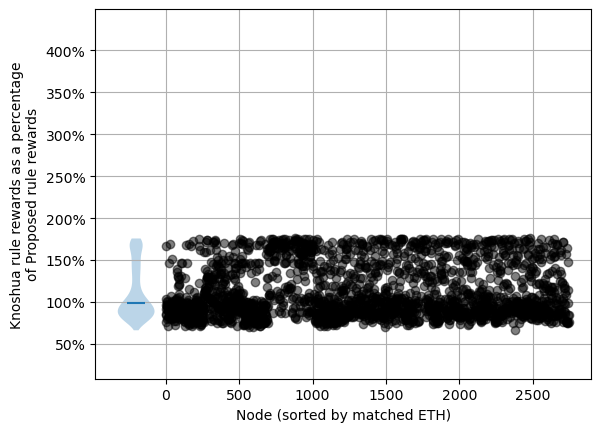 400%
350%
300%
250%
200%
150%
100%
50%
Knoshua rule rewards as a percentage
of Proposed rule rewards
0 500 1000 1500 2000 2500
Node (sorted by matched ETH)